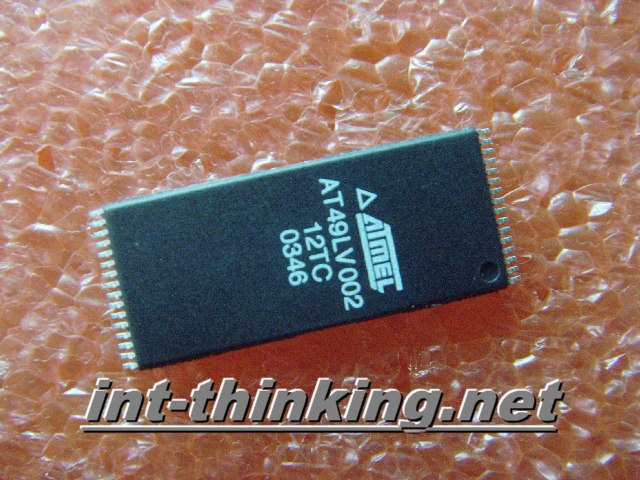 ATMEL
AT49LV002
12TC
0346
int-thinking.net